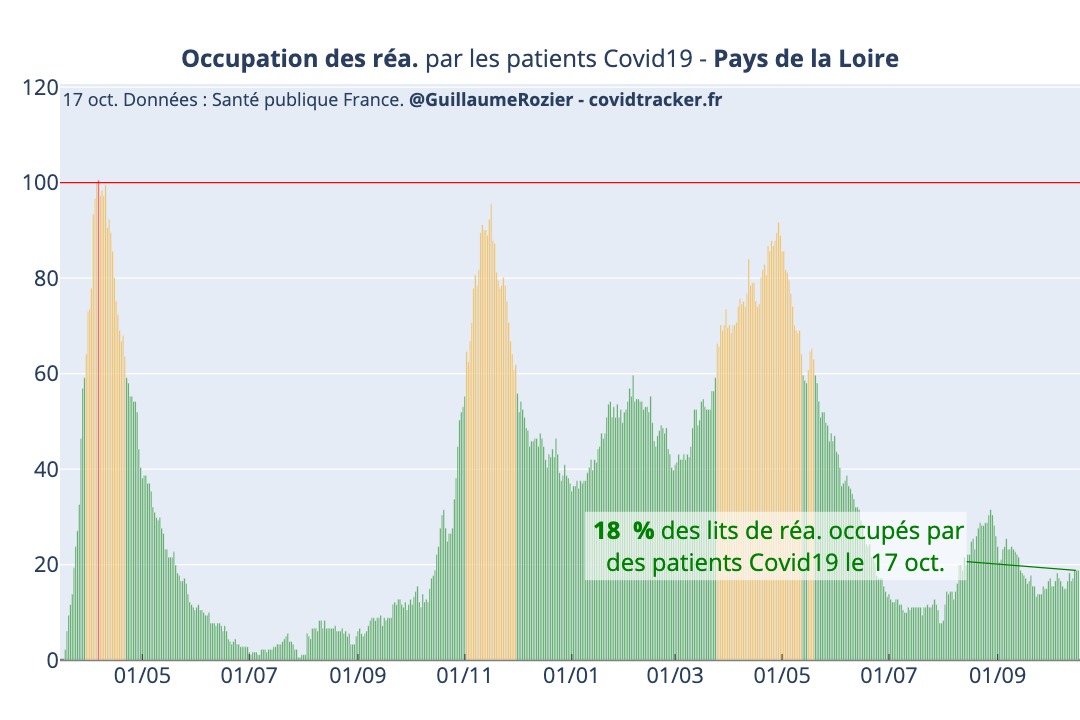 Occupation des réa. par les patients Covid19 - Pays de la Loire
120
17 oct. Données : Santé publique France. @GuillaumeRozier - covidtracker.fr
100
80
60
40
18 % des lits de réa. occupés par
des patients Covid19 le 17 oct.
20
0
01/05 01/07 01/09 01/11 01/01 01/03 01/05 01/07 01/09